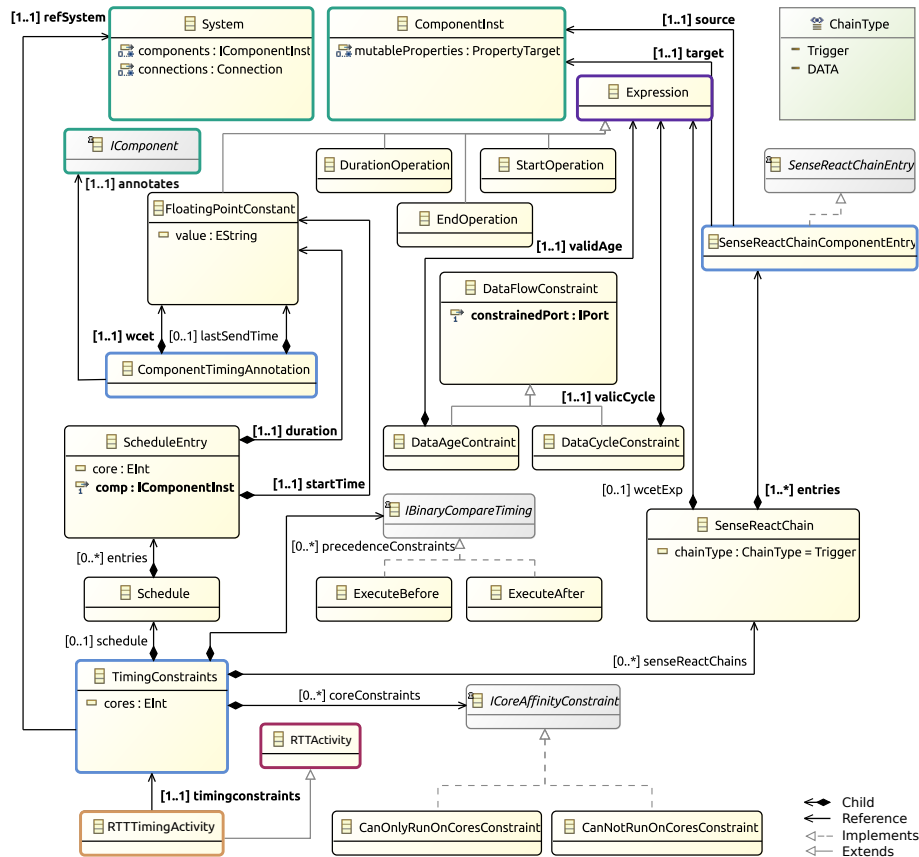 [1..1] refSystem
System
components : IComponentInst
connections : Connection
ComponentInst
mutableProperties : PropertyTarget
[1..1] source
[1..1] target
ChainType
Trigger
DATA
Expression
IComponent
[1..1] annotates
DurationOperation
StartOperation
SenseReactChainEntry
FloatingPointConstant
value : EString
EndOperation
[1..1] validAge
SenseReactChainComponentEntry
DataFlowConstraint
constrainedPort : IPort
[1..1] wcet
[0..1] lastSendTime
ComponentTimingAnnotation
[1..1] valicCycle
ScheduleEntry
core : EInt
comp : IComponentInst
[1..1] duration
DataAgeContraint
DataCycleConstraint
[1..1] startTime
[0..1] wcetExp
[1..*] entries
IBinaryCompareTiming
SenseReactChain
chainType : ChainType = Trigger
[0..*] precedenceConstraints
[0..*] entries
Schedule
ExecuteBefore
ExecuteAfter
[0..1] schedule
TimingConstraints
cores : EInt
[0..*] senseReactChains
[0..*] coreConstraints
ICoreAffinityConstraint
RTTActivity
[1..1] timingconstraints
RTTTimingActivity
CanOnlyRunOnCoresConstraint
CanNotRunOnCoresConstraint
Child
Reference
Implements
Extends